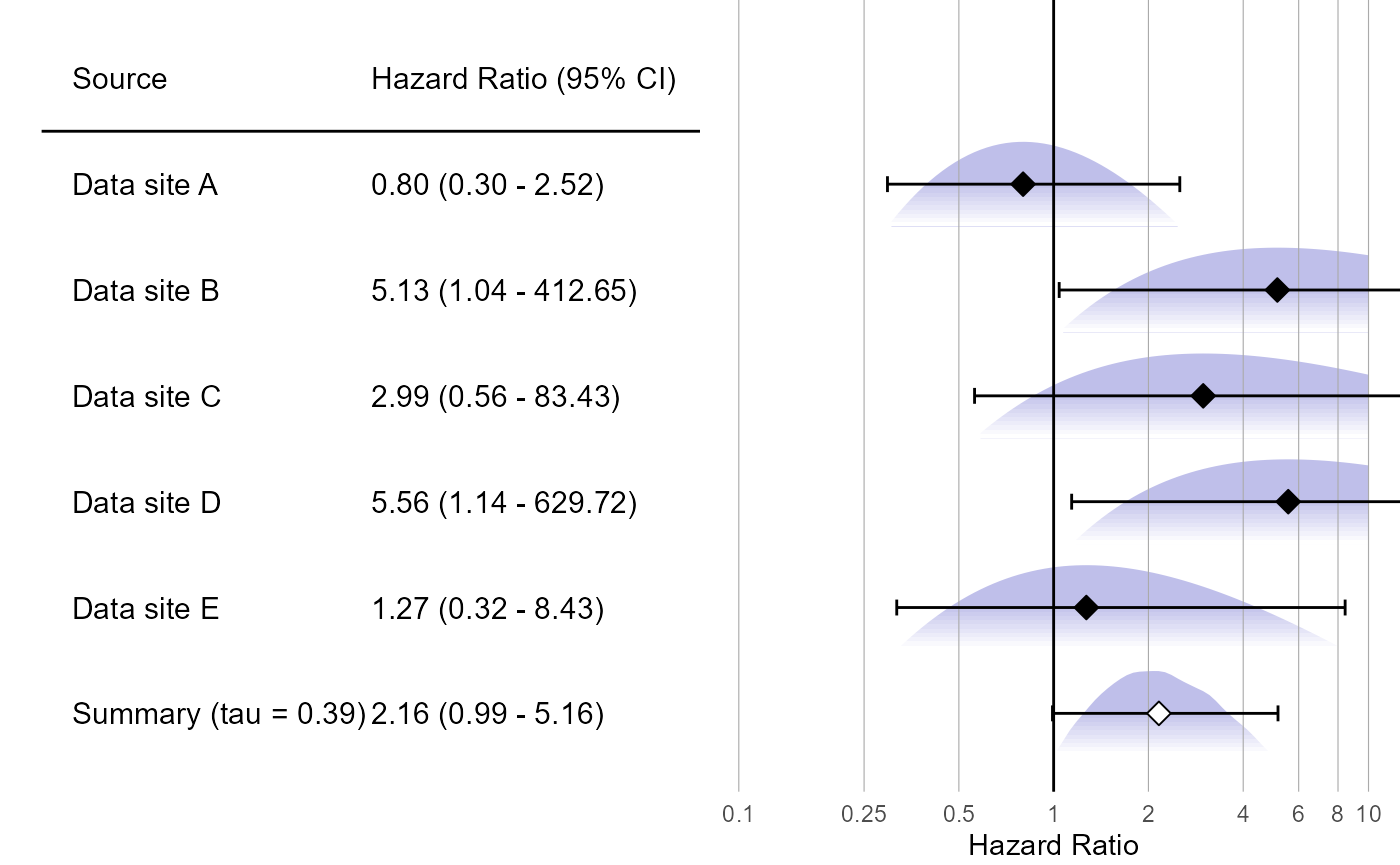 Source Hazard Ratio (95% CI)
Data site A 0.80 (0.30 - 2.52)
Data site B 5.13 (1.04 - 412.65)
Data site C 2.99 (0.56 - 83.43)
Data site D 5.56 (1.14 - 629.72)
Data site E 1.27 (0.32 - 8.43)
Summary (tau = 0.39) 2.16 (0.99 - 5.16)
0.1 0.25 0.5 1 2 4 6 8 10
Hazard Ratio